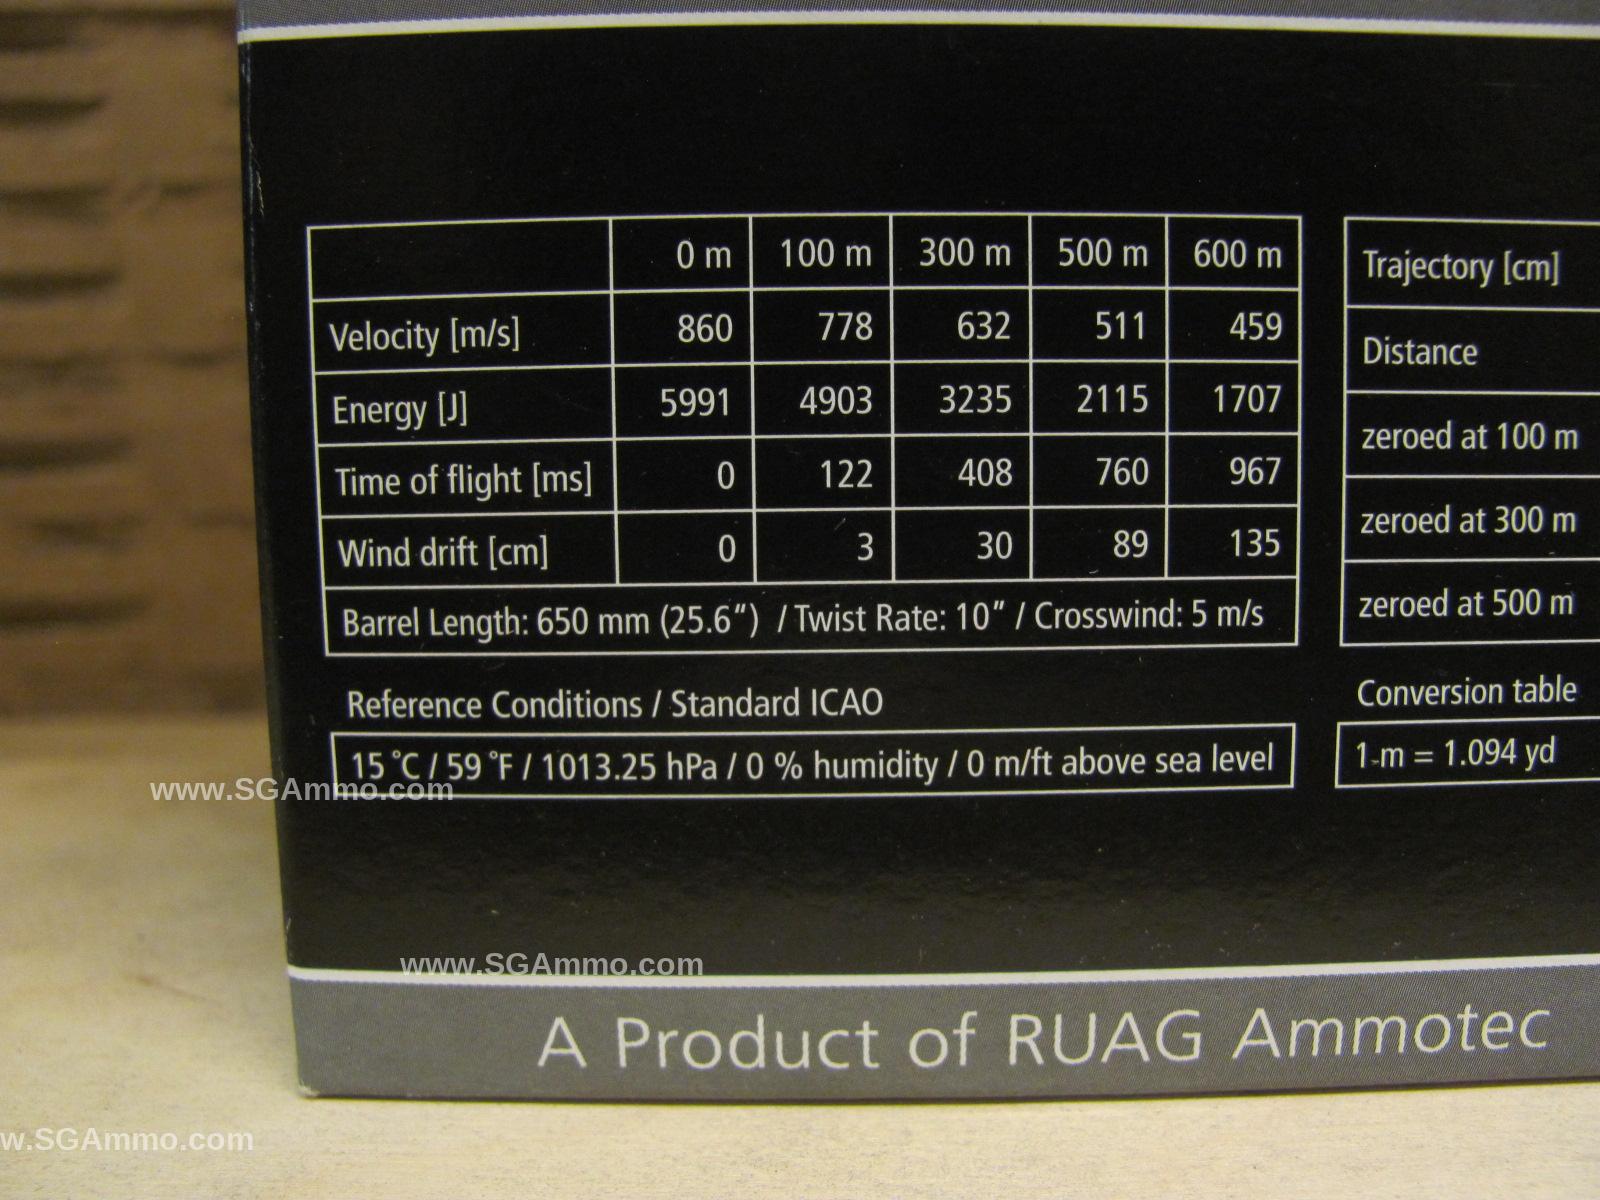 0 m 100 m 300 m 500 m 600 m
Velocity [m/s] 860 778 632 511 459
Energy [J] 5991 4903 3235 2115 1707
Time of flight [ms] 0 122 408 760 967
Wind drift [cm] 0 3 30 89 135
Barrel Length: 650 mm (25.6“) / Twist Rate: 10” / Crosswind: 5 m/s
Reference Conditions / Standard ICAO
15 °C / 59 °F / 1013.25 hPa / 0 % humidity / 0 m/ft above sea level
Trajectory [cm]
Distance
zeroed at 100 m
zeroed at 300 m
zeroed at 500 m
Conversion table
1 m = 1.094 yd
www.SGAmmo.com
www.SGAmmo.com
A Product of RUAG Ammotec
w.SGAmmo.com